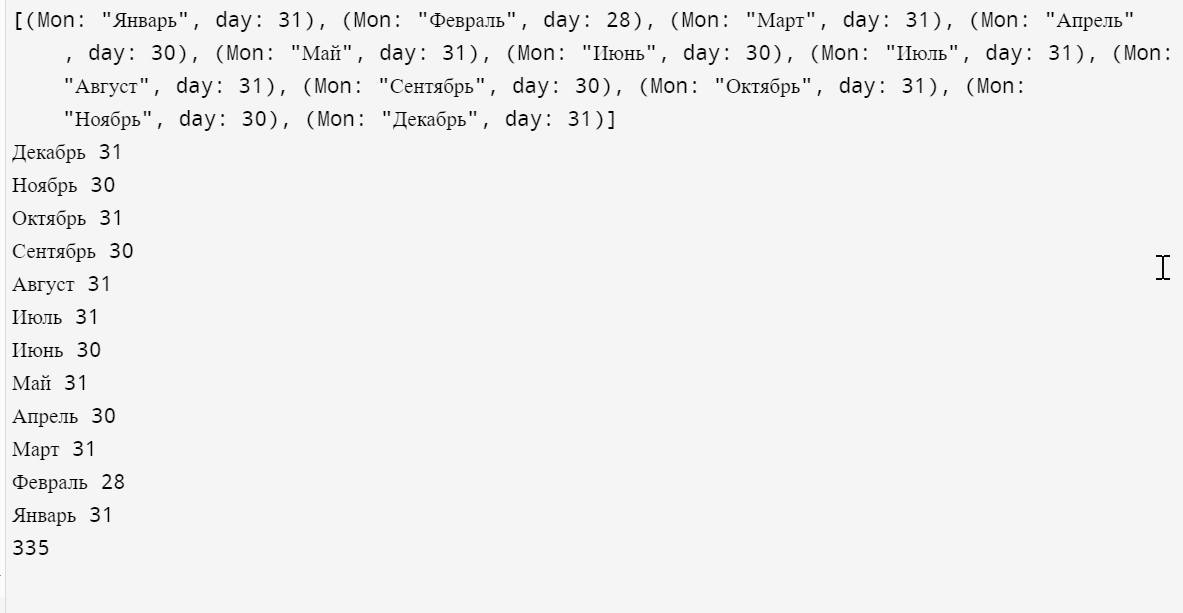 [(Mon: "Январь", day: 31), (Mon: "Февраль", day: 28), (Mon: "Март", day: 31), (Mon: "Апрель"
, day: 30), (Mon: "Май", day: 31), (Mon: "Июнь", day: 30), (Mon: "Июль", day: 31), (Mon:
"Август", day: 31), (Mon: "Сентябрь", day: 30), (Mon: "Октябрь", day: 31), (Mon:
"Ноябрь", day: 30), (Mon: "Декабрь", day: 31)]
Декабрь 31
Ноябрь 30
Октябрь 31
Сентябрь 30
Август 31
Июль 31
Июнь 30
Май 31
Апрель 30
Март 31
Февраль 28
Январь 31
335